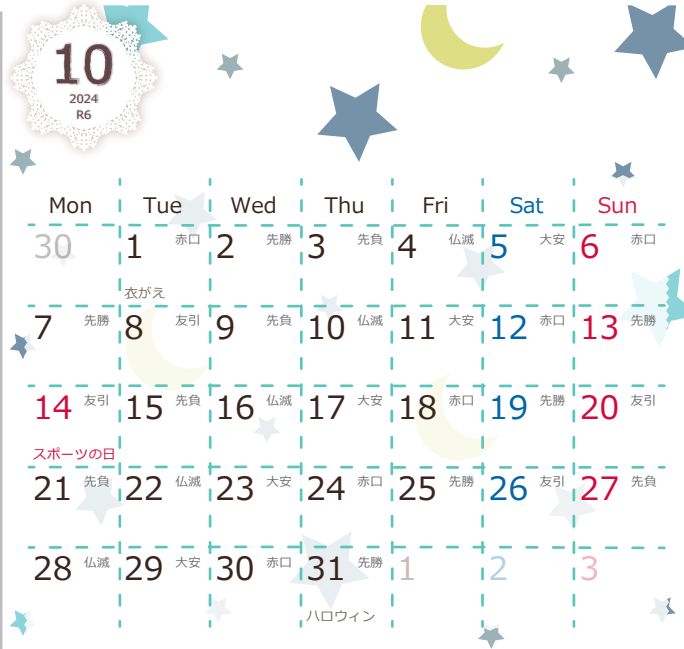 10
2024
R6
Mon Tue Wed Thu Fri Sat Sun
30 1 赤口 2 先勝 3 先負 4 仏滅 5 大安 6 赤口
衣がえ
7 先勝 8 友引 9 先負 10 仏滅 11 大安 12 赤口 13 先勝
14 友引 15 先負 16 仏滅 17 大安 18 赤口 19 先勝 20 友引
スポーツの日
21 先負 22 仏滅 23 大安 24 赤口 25 先勝 26 友引 27 先負
28 仏滅 29 大安 30 赤口 31 先勝 1 2 3
ハロウィン